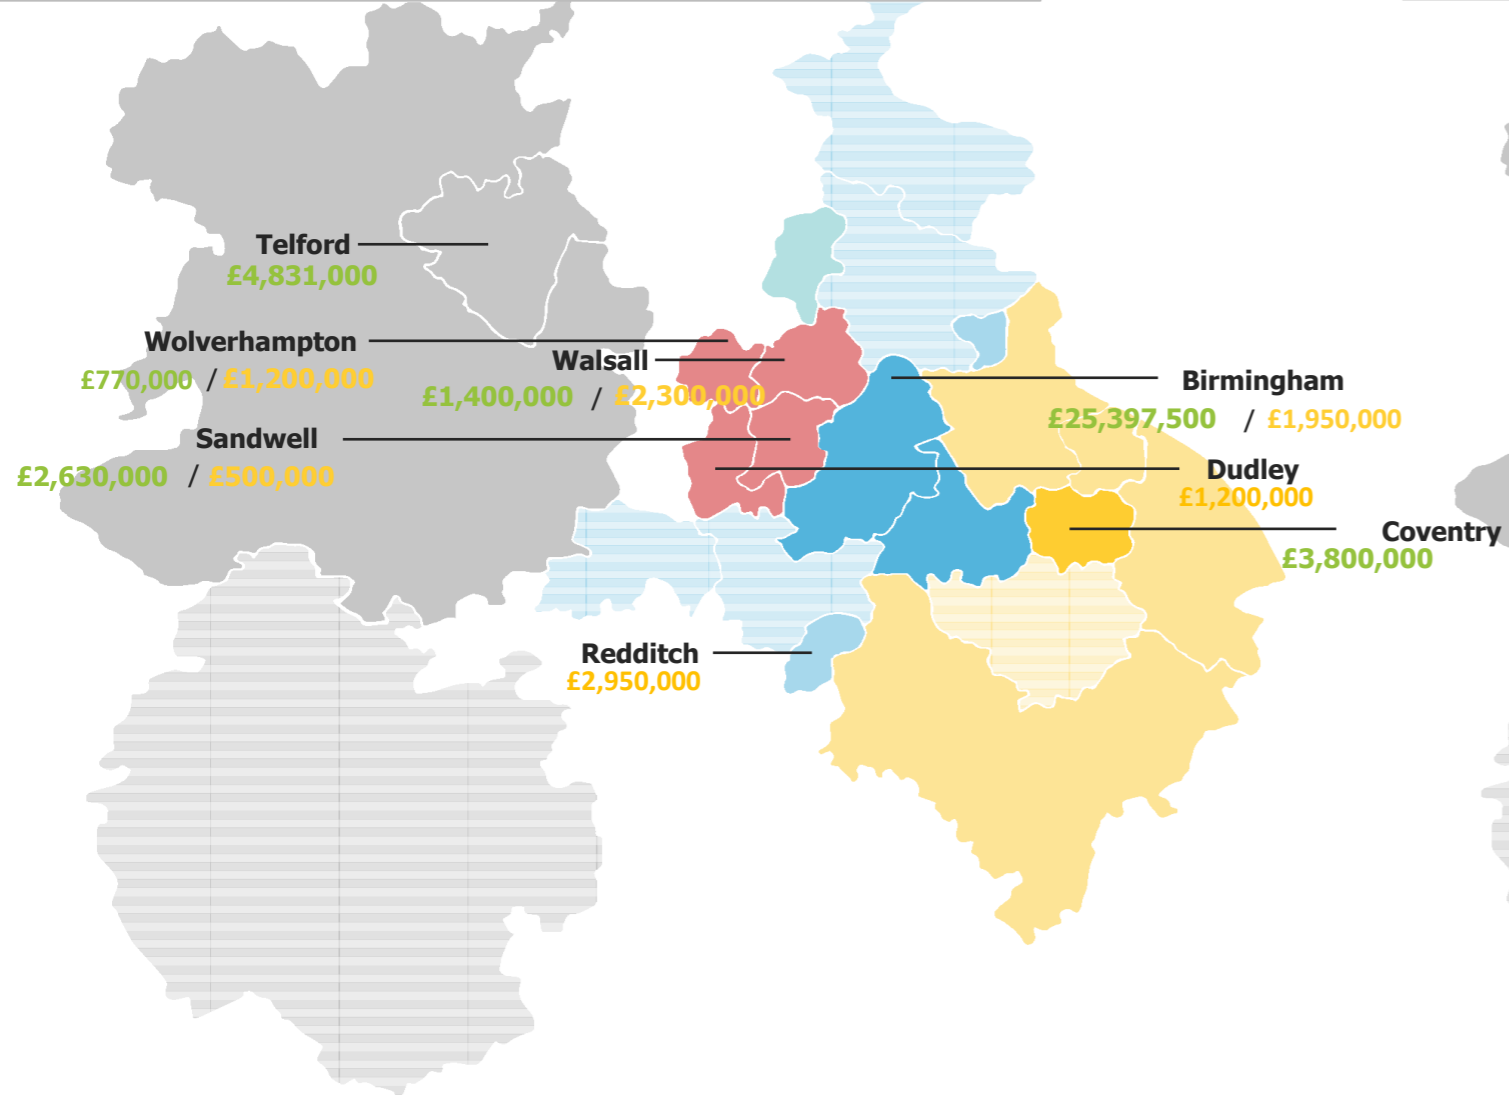 Telford
£4,831,000
Wolverhampton
£770,000 / £1,200,000
Walsall
£1,400,000 / £2,300,000
Sandwell
£2,630,000 / £500,000
Birmingham
£25,397,500 / £1,950,000
Dudley
£1,200,000
Coventry
£3,800,000
Redditch
£2,950,000